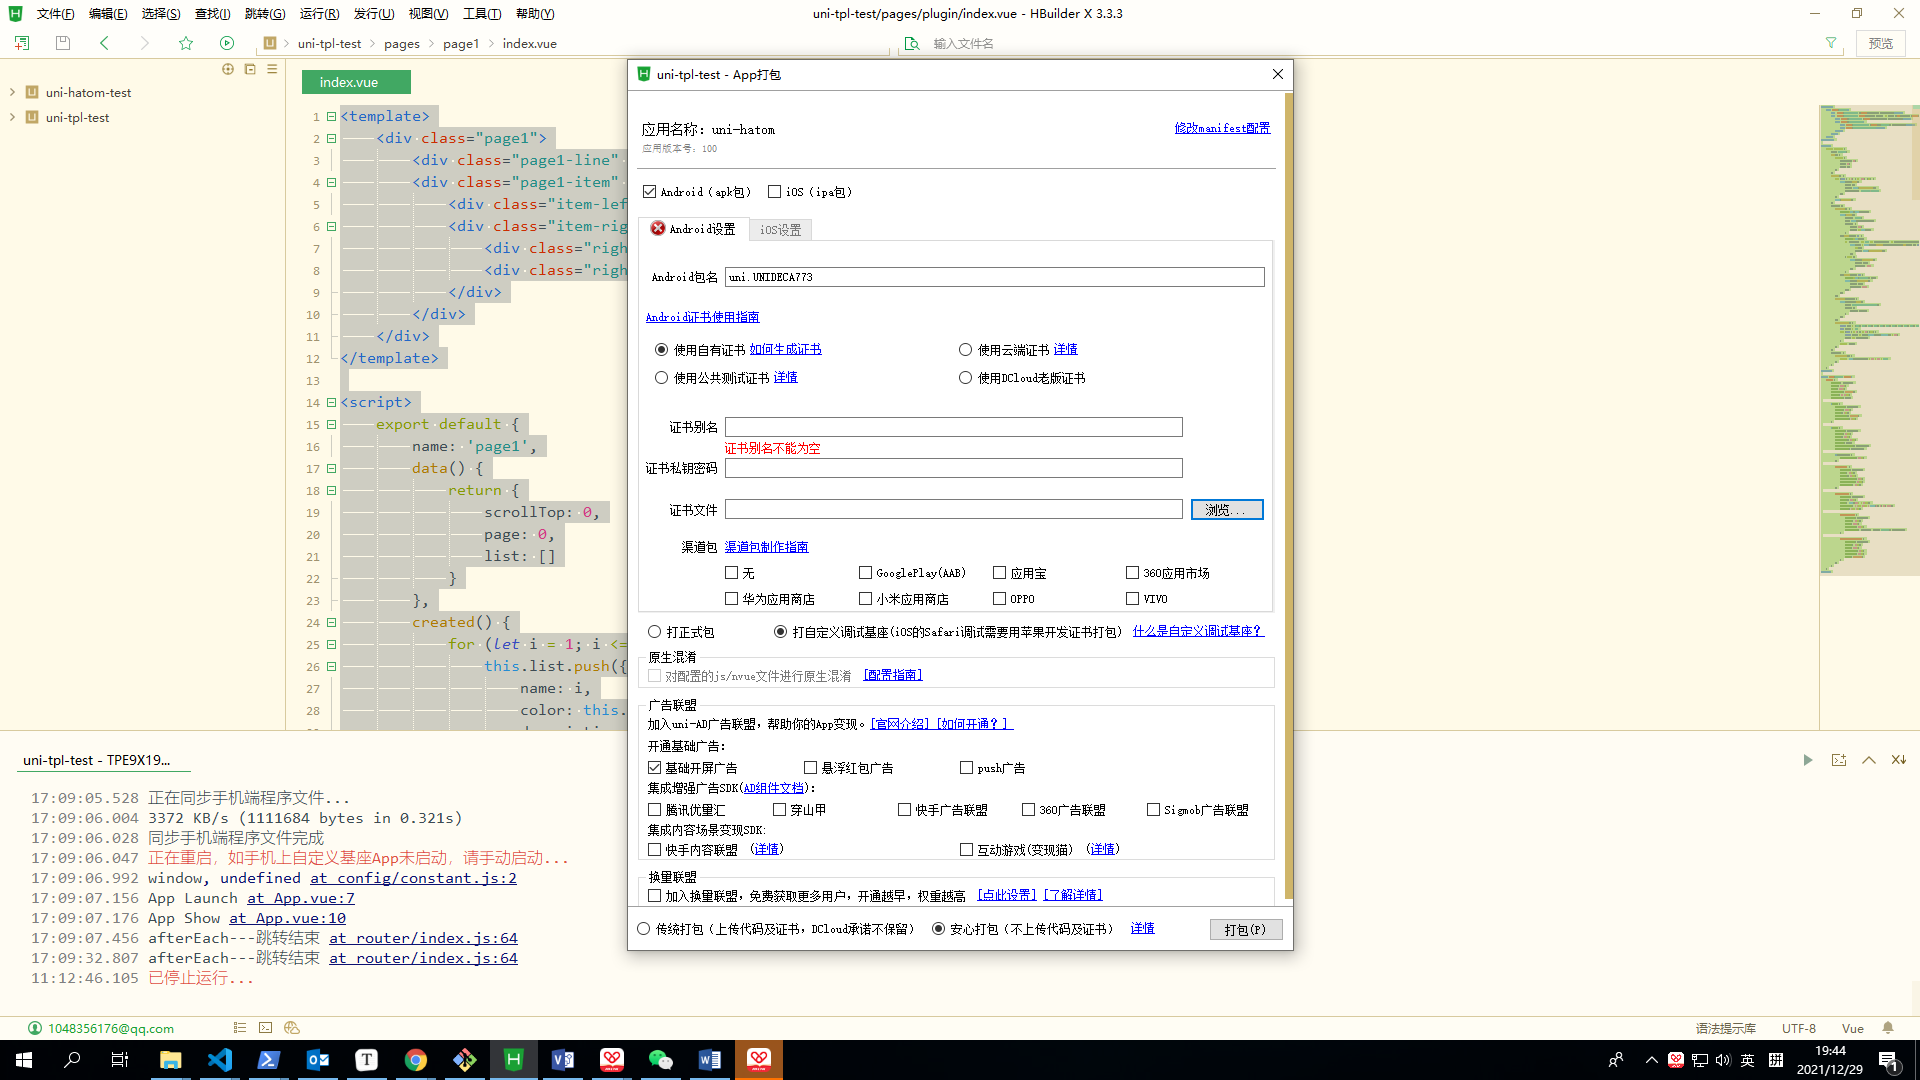 文件(F) 编辑(E) 选择(S) 查找(I) 跳转(G) 运行(R) 发行(U) 视图(V) 工具(T) 帮助(Y)
uni-tpl-test/pages/plugin/index.vue - HBuilder X 3.3.3
uni-tpl-test pages page1 index.vue
输入文件名
预览
uni-hatom-test
uni-tpl-test
index.vue
1 <template>
2 <div class="page1">
3 <div class="page1-line"
4 <div class="page1-item"
5 <div class="item-lef
6 <div class="item-rig
7 <div class="righ
8 <div class="righ
9 </div>
10 </div>
11 </div>
12 </template>
13
14 <script>
15 export default {
16 name: 'page1',
17 data() {
18 return {
19 scrollTop: 0,
20 page: 0,
21 list: []
22 }
23 },
24 created() {
25 for (let i = 1; i <=
26 this.list.push({
27 name: i,
28 color: this.
uni-tpl-test - App打包
应用名称：uni-hatom
修改manifest配置
应用版本号：100
Android（apk包） iOS（ipa包）
Android设置 iOS设置
Android包名 uni.UNIDECA773
Android证书使用指南
使用自有证书 如何生成证书 使用云端证书 详情
使用公共测试证书 详情 使用DCloud老版证书
证书别名
证书别名不能为空
证书私钥密码
证书文件 浏览...
渠道包 渠道包制作指南
无 GooglePlay(AAB) 应用宝 360应用市场
华为应用商店 小米应用商店 OPPO VIVO
打正式包 打自定义调试基座(iOS的Safari调试需要用苹果开发证书打包) 什么是自定义调试基座？
原生混淆
对配置的js/nvue文件进行原生混淆 [配置指南]
广告联盟
加入uni-AD广告联盟，帮助你的App变现。[官网介绍] [如何开通？]
开通基础广告：
基础开屏广告 悬浮红包广告 push广告
集成增强广告SDK(AD组件文档)：
腾讯优量汇 穿山甲 快手广告联盟 360广告联盟 Sigmob广告联盟
集成内容场景变现SDK:
快手内容联盟 （详情） 互动游戏(变现猫) （详情）
换量联盟
加入换量联盟，免费获取更多用户，开通越早，权重越高 [点此设置] [了解详情]
传统打包（上传代码及证书，DCloud承诺不保留） 安心打包（不上传代码及证书） 详情 打包(P)
uni-tpl-test - TPE9X19...
17:09:05.528 正在同步手机端程序文件...
17:09:06.004 3372 KB/s (1111684 bytes in 0.321s)
17:09:06.028 同步手机端程序文件完成
17:09:06.047 正在重启，如手机上自定义基座App未启动，请手动启动...
17:09:06.992 window, undefined at config/constant.js:2
17:09:07.156 App Launch at App.vue:7
17:09:07.176 App Show at App.vue:10
17:09:07.456 afterEach---跳转结束 at router/index.js:64
17:09:32.807 afterEach---跳转结束 at router/index.js:64
11:12:46.105 已停止运行...
1048356176@qq.com
语法提示库 UTF-8 Vue
英 拼
19:44
2021/12/29
1